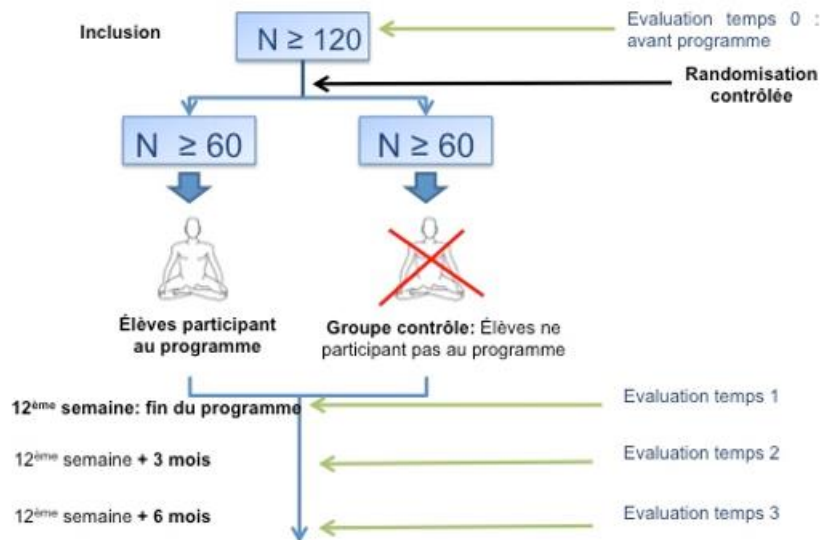 Inclusion
N ≥ 120
Evaluation temps 0 :
avant programme
Randomisation
contrôlée
N ≥ 60
N ≥ 60
Élèves participant
au programme
Groupe contrôle: Élèves ne
participant pas au programme
12ème semaine: fin du programme
Evaluation temps 1
12ème semaine + 3 mois
Evaluation temps 2
12ème semaine + 6 mois
Evaluation temps 3